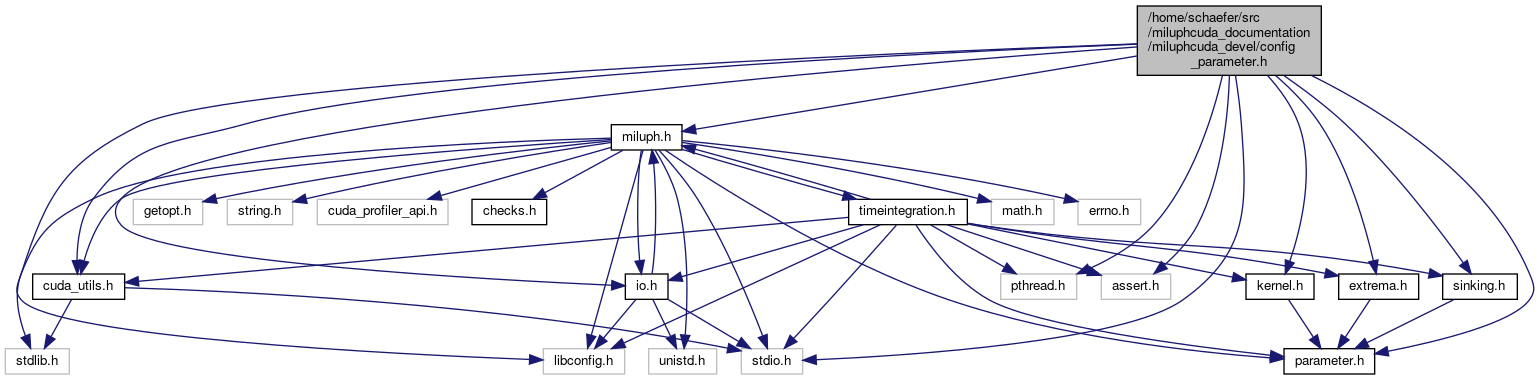 /home/schaefer/src
/miluphcuda_documentation
/miluphcuda_devel/config
_parameter.h
miluph.h
getopt.h
string.h
cuda_profiler_api.h
checks.h
timeintegration.h
math.h
errno.h
cuda_utils.h
io.h
pthread.h
assert.h
kernel.h
extrema.h
sinking.h
stdlib.h
libconfig.h
unistd.h
stdio.h
parameter.h